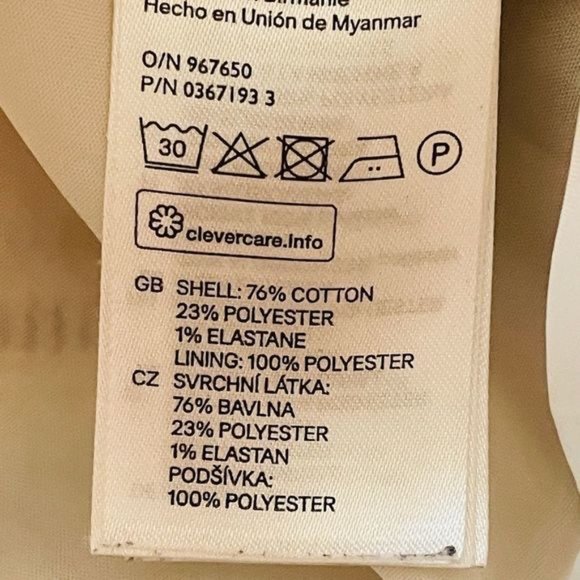 Hecho en Unión de Myanmar
O/N 967650
P/N 0367193 3
30
P
clevercare.info
GB SHELL: 76% COTTON
23% POLYESTER
1% ELASTANE
LINING: 100% POLYESTER
CZ SVRCHNÍ LÁTKA:
76% BAVLNA
23% POLYESTER
1% ELASTAN
PODŠÍVKA:
100% POLYESTER